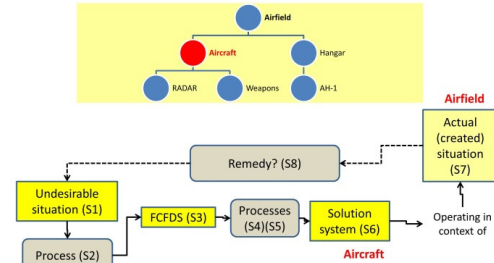 Airfield
Aircraft
Hangar
RADAR
Weapons
AH-1
Airfield
Actual
(created)
situation
(S7)
Remedy? (S8)
Undesirable
situation (S1)
Process (S2)
FCFDS (S3)
Processes
(S4)(S5)
Solution
system (S6)
Operating in
context of
Aircraft